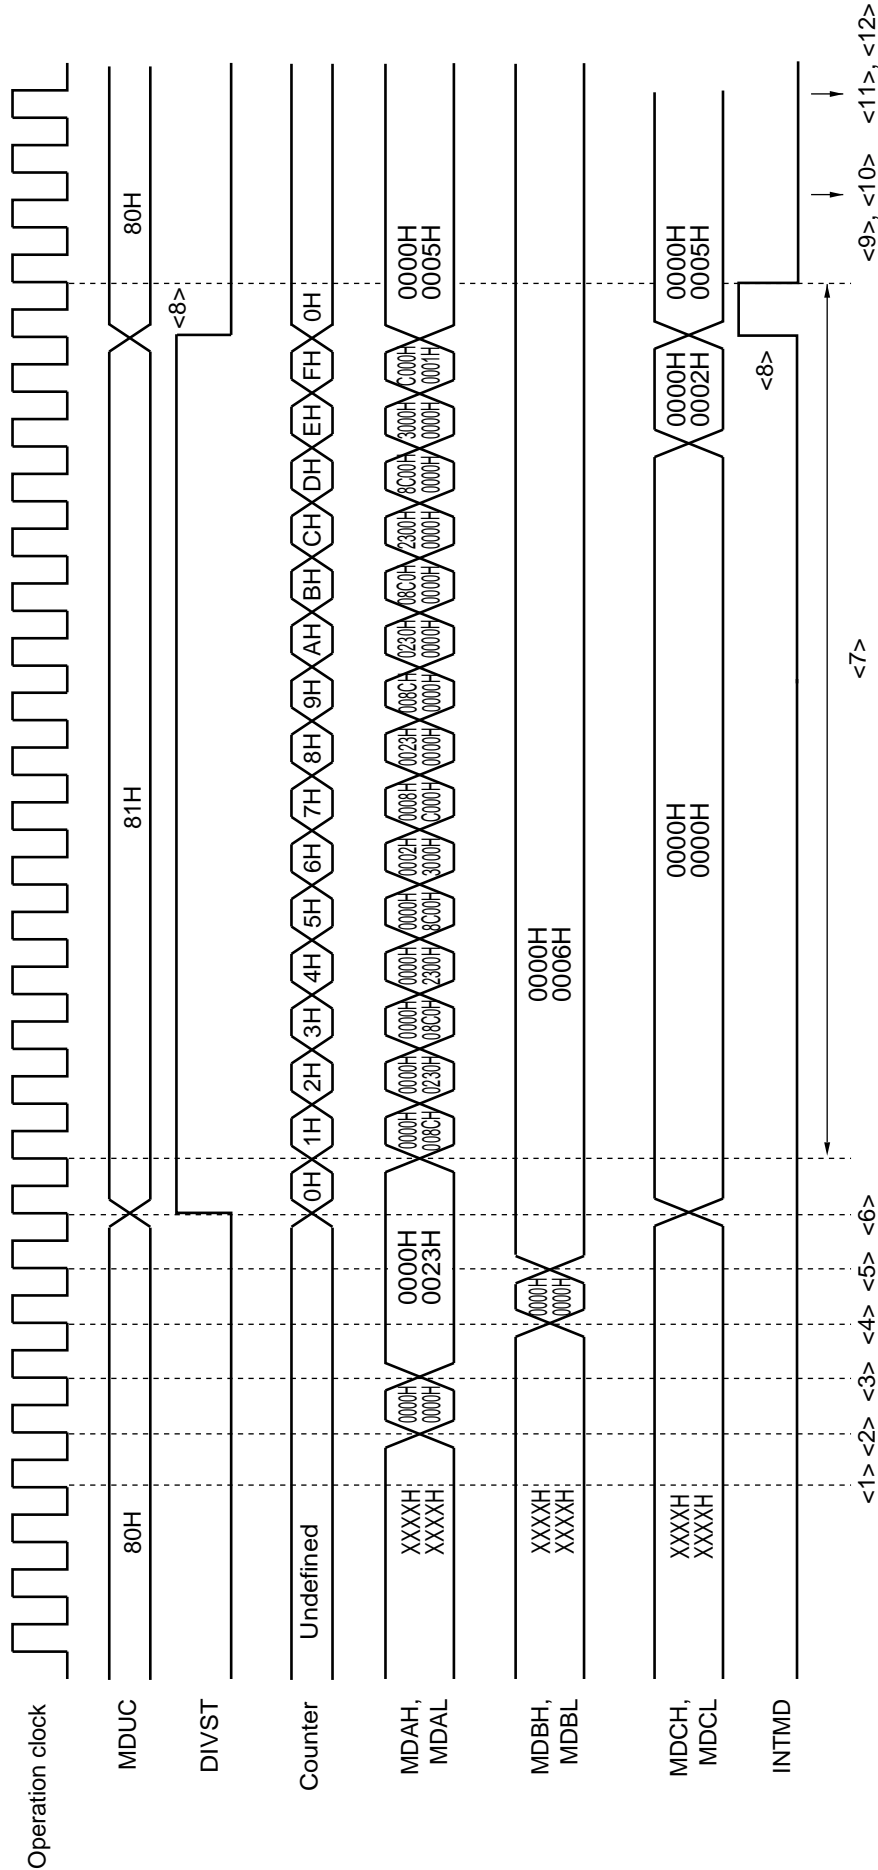 Operation clock
MDUC
80H
81H
80H
DIVST
<8>
Counter
Undefined
0H
1H
2H
3H
4H
5H
6H
7H
8H
9H
AH
BH
CH
DH
EH
FH
0H
MDAH,
MDAL
XXXXH
XXXXH
0000H
0000H
0000H
0023H
0000H
008CH
0000H
0230H
0000H
08C0H
0000H
2300H
0000H
8C00H
0002H
3000H
0008H
C000H
0023H
0000H
008CH
0000H
0230H
0000H
08C0H
0000H
2300H
0000H
8C00H
0000H
3000H
0000H
C000H
0001H
0000H
0005H
MDBH,
MDBL
XXXXH
XXXXH
0000H
0000H
0000H
0006H
MDCH,
MDCL
XXXXH
XXXXH
0000H
0000H
0000H
0002H
0000H
0005H
INTMD
<8>
<1>
<2>
<3>
<4>
<5>
<6>
<7>
<9>, <10>
<11>, <12>